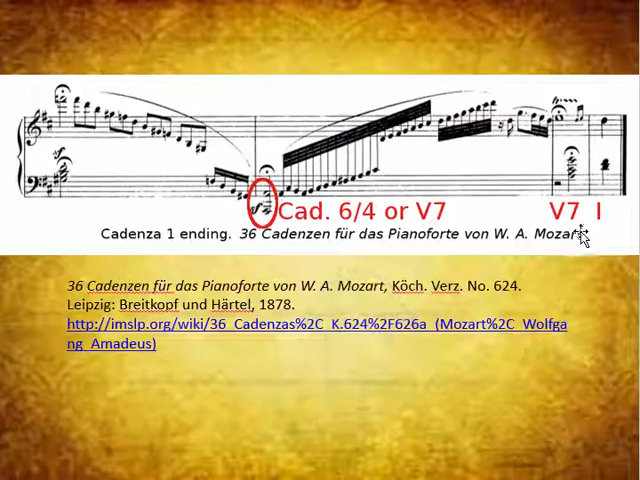 Cad. 6/4 or V7 V7 I
Cadenza 1 ending. 36 Cadenzen für das Pianoforte von W. A. Mozart.
36 Cadenzen für das Pianoforte von W. A. Mozart, Köch. Verz. No. 624.
Leipzig: Breitkopf und Härtel, 1878.
http://imslp.org/wiki/36_Cadenzas%2C_K.624%2F626a_(Mozart%2C_Wolfga
ng_Amadeus)